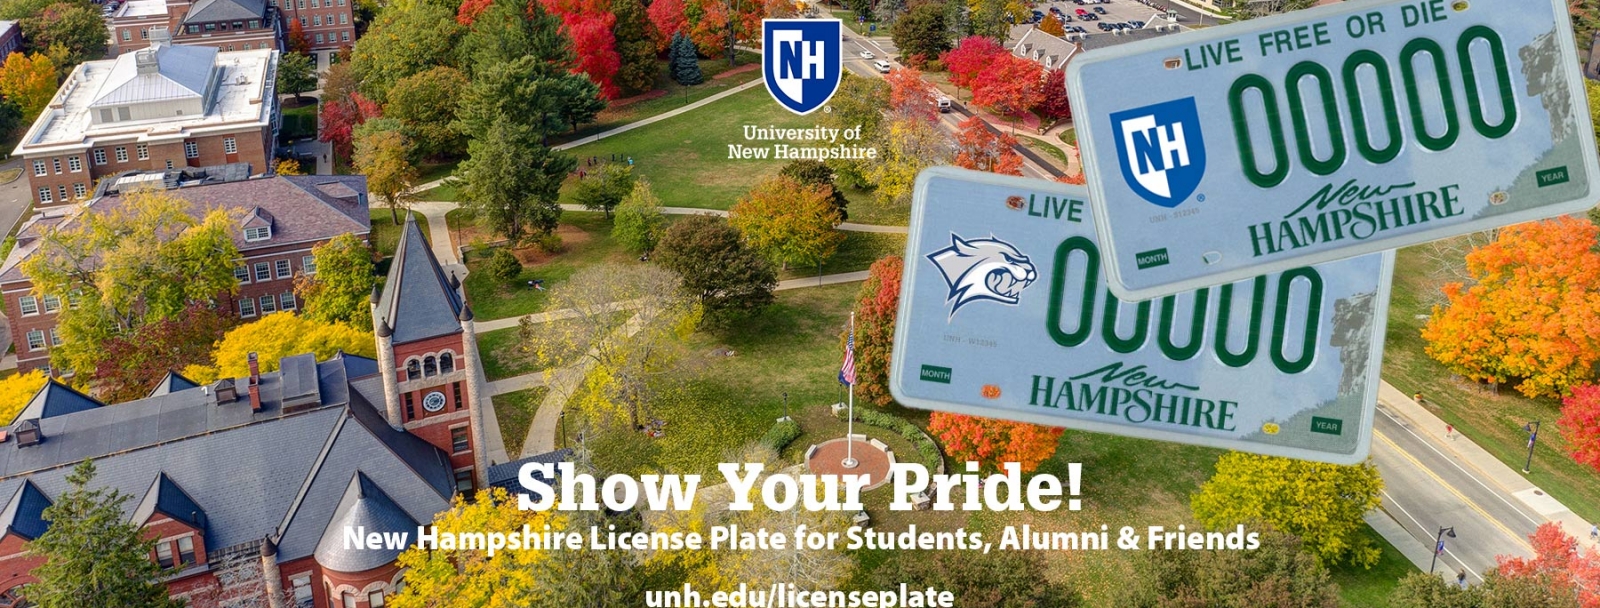 NH
University of
New Hampshire
LIVE FREE OR DIE
NH
00000
New
HAMPSHIRE
MONTH
YEAR
LIVE
00000
New
HAMPSHIRE
MONTH
YEAR
Show Your Pride!
New Hampshire License Plate for Students, Alumni & Friends
unh.edu/licenseplate